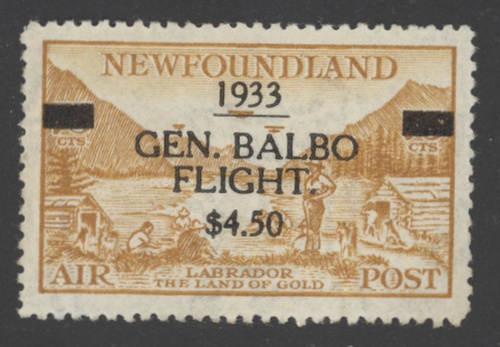 NEWFOUNDLAND
1933
CTS. CTS.
GEN. BALBO
FLIGHT.
$4.50
AIR POST
LABRADOR
THE LAND OF GOLD